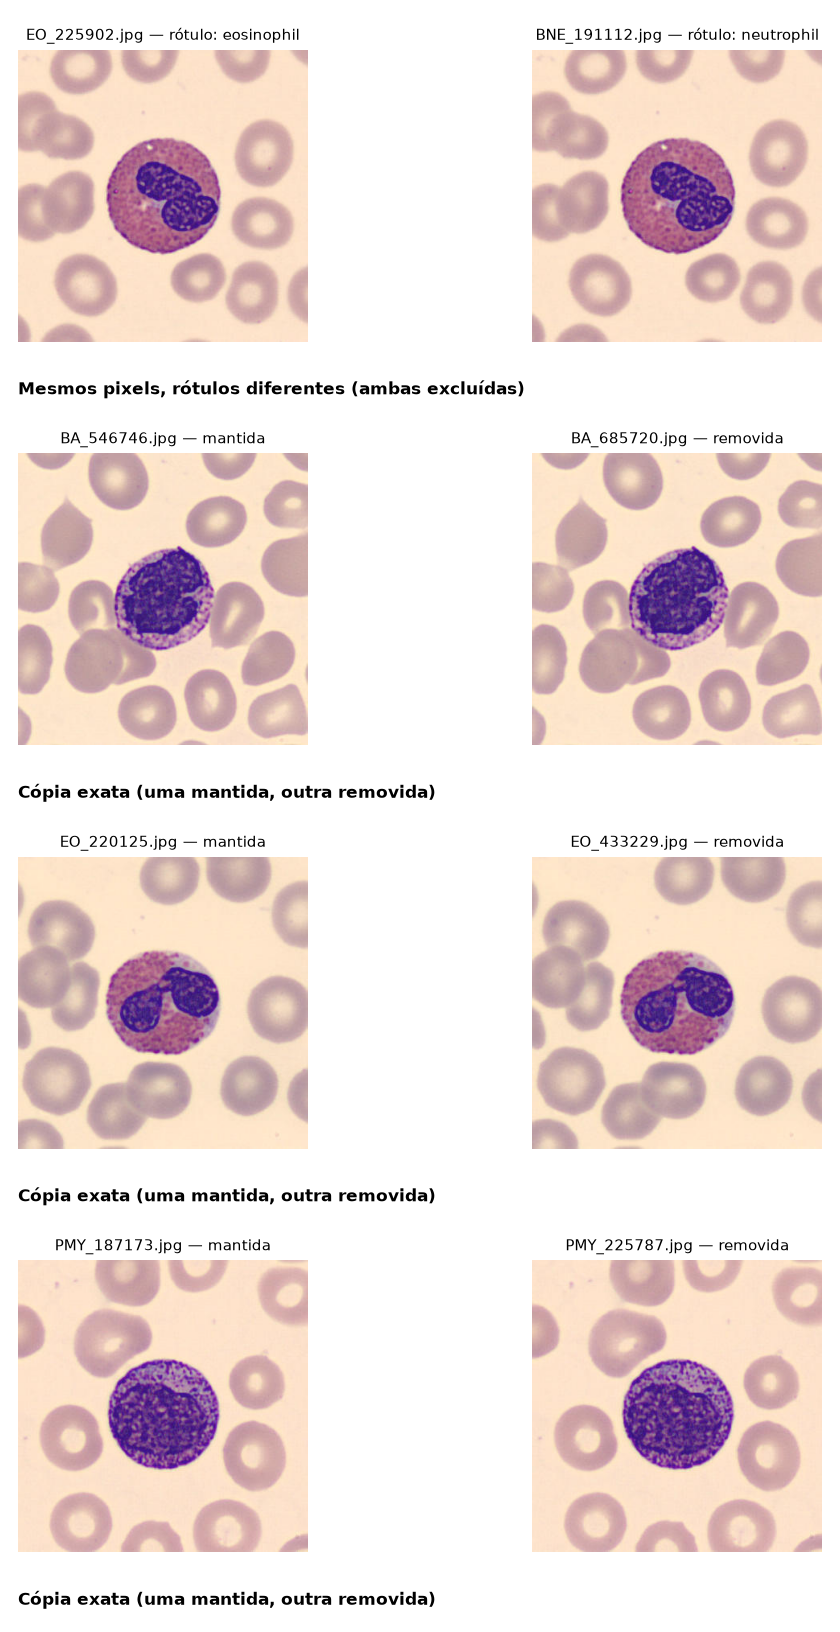 EO_225902.jpg — rótulo: eosinophil
BNE_191112.jpg — rótulo: neutrophil
Mesmos pixels, rótulos diferentes (ambas excluídas)
BA_546746.jpg — mantida
BA_685720.jpg — removida
Cópia exata (uma mantida, outra removida)
EO_220125.jpg — mantida
EO_433229.jpg — removida
Cópia exata (uma mantida, outra removida)
PMY_187173.jpg — mantida
PMY_225787.jpg — removida
Cópia exata (uma mantida, outra removida)